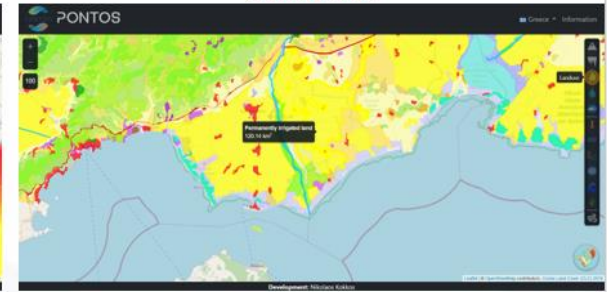 PONTOS
Greece
Information
+
100
Landuse
Permanently irrigated land
120.14 km²
Development: Nikolaos Kokkos